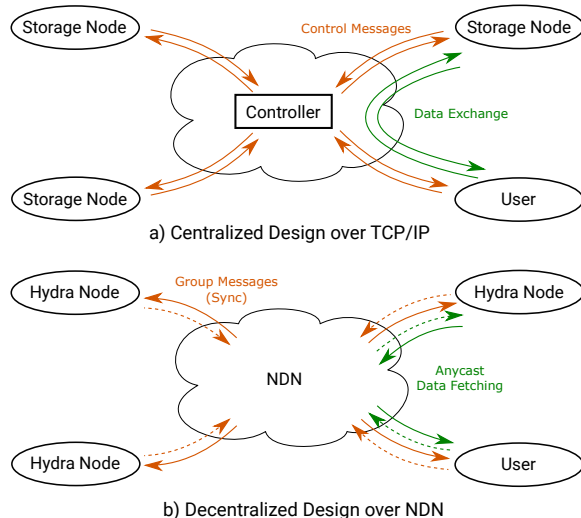 Storage Node
Control Messages
Storage Node
Controller
Data Exchange
Storage Node
User
a) Centralized Design over TCP/IP
Hydra Node
Group Messages
(Sync)
Hydra Node
NDN
Anycast
Data Fetching
Hydra Node
User
b) Decentralized Design over NDN